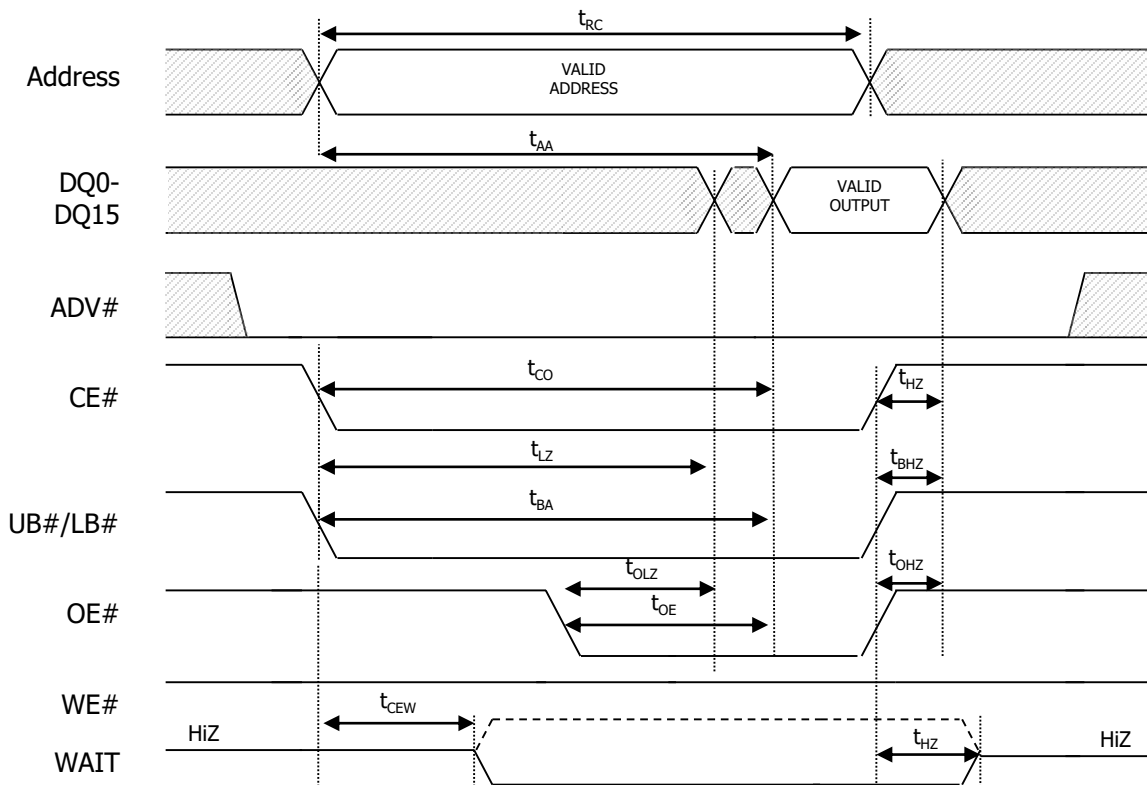 tRC
Address
VALID
ADDRESS
tAA
DQ0-
DQ15
VALID
OUTPUT
ADV#
tCO
CE#
tHZ
tLZ
tBHZ
tBA
UB#/LB#
tOLZ
tOHZ
OE#
tOE
WE#
tCEW
HiZ
tHZ
HiZ
WAIT